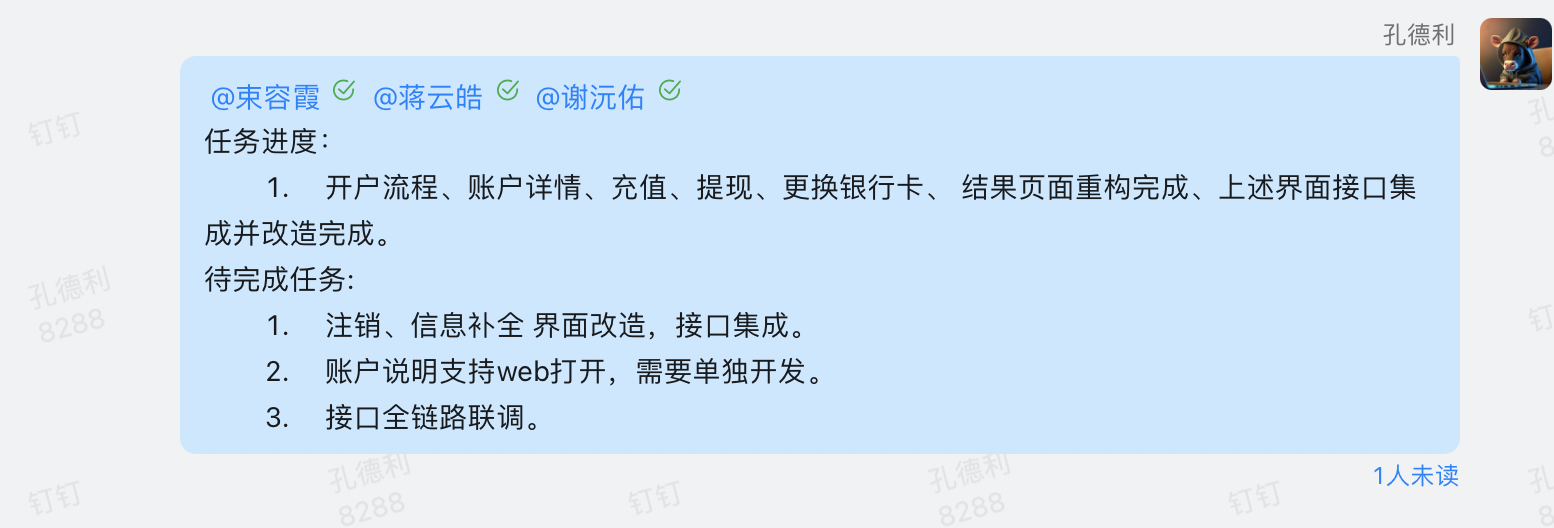 孔德利
@束容霞 @蒋云皓 @谢沅佑
任务进度：
1. 开户流程、账户详情、充值、提现、更换银行卡、 结果页面重构完成、上述界面接口集
成并改造完成。
待完成任务:
1. 注销、信息补全 界面改造，接口集成。
2. 账户说明支持web打开，需要单独开发。
3. 接口全链路联调。
1人未读
钉钉
孔德利
8288
钉钉
孔德利
8288
钉钉
孔德利
8288
钉钉